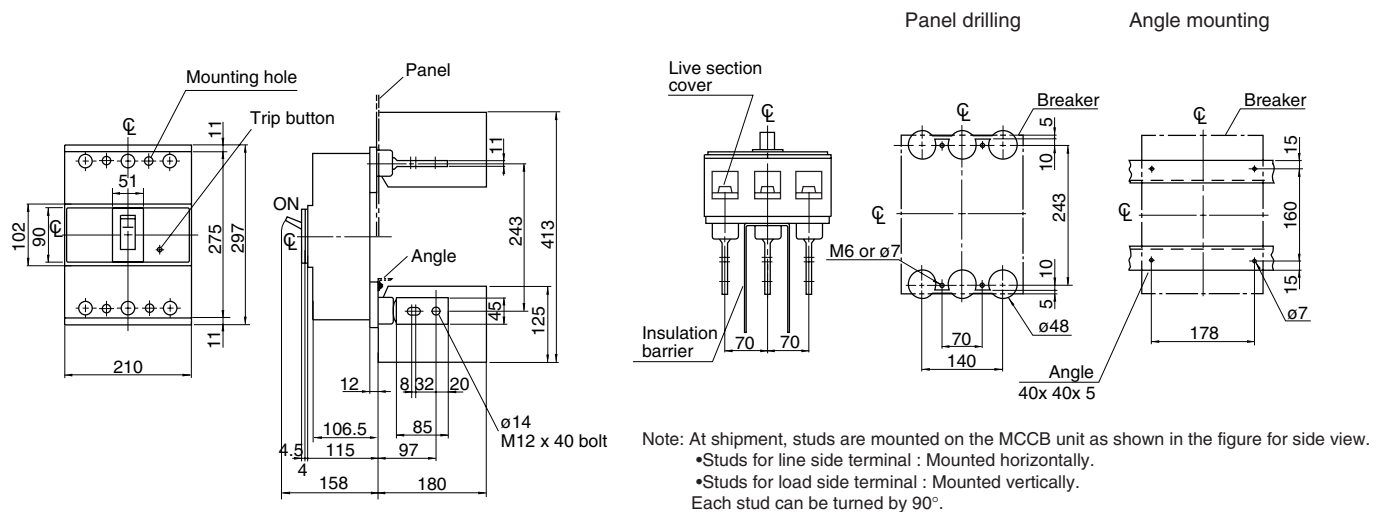 Panel drilling
Angle mounting
Mounting hole
Trip button
℄
11
51
102
90
℄
275
297
11
210
Panel
ON
℄
11
243
413
Angle
45
125
12
8
32
20
ø14
M12 x 40 bolt
106.5
85
4.5
115
97
4
158
180
Live section
cover
℄
Insulation
barrier
70
70
℄
Breaker
5
10
℄
243
M6 or ø7
10
5
ø48
70
140
℄
Breaker
15
℄
160
15
ø7
178
Angle
40x 40x 5
Note: At shipment, studs are mounted on the MCCB unit as shown in the figure for side view.
•Studs for line side terminal : Mounted horizontally.
•Studs for load side terminal : Mounted vertically.
Each stud can be turned by 90°.